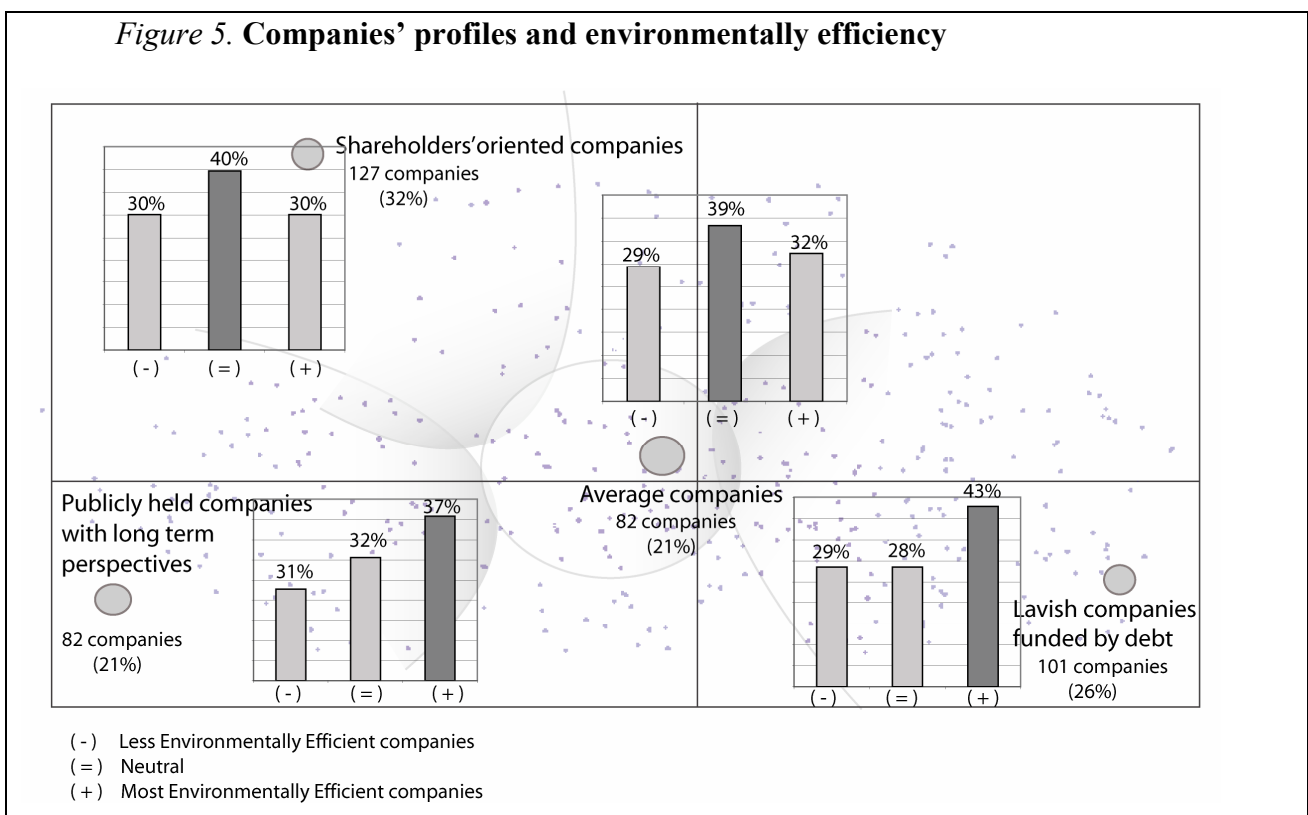 Figure 5. Companies’ profiles and environmentally efficiency
Shareholders’oriented companies
127 companies
(32%)
30%
40%
30%
(-)
(=)
(+)
29%
39%
32%
(-)
(=)
(+)
Average companies
82 companies
(21%)
Publicly held companies
with long term
perspectives
82 companies
(21%)
31%
32%
37%
(-)
(=)
(+)
29%
28%
43%
(-)
(=)
(+)
Lavish companies
funded by debt
101 companies
(26%)
(-) Less Environmentally Efficient companies
(=) Neutral
(+) Most Environmentally Efficient companies